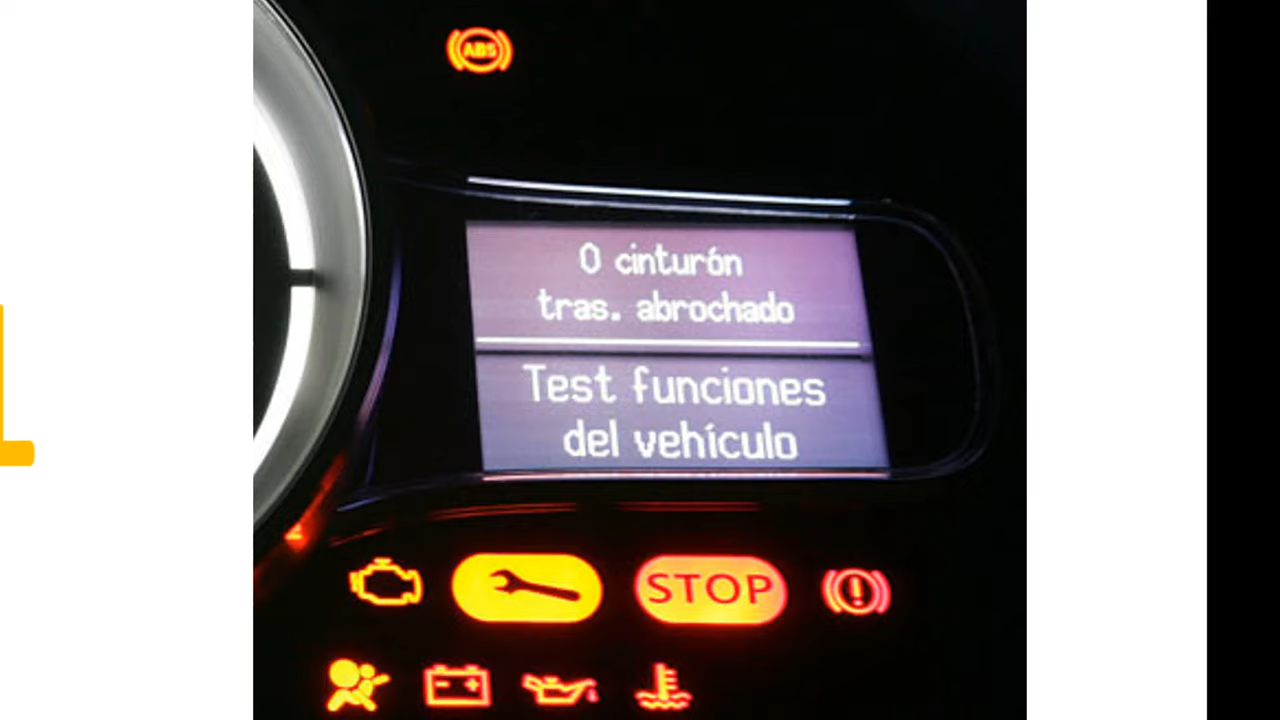 ABS
0 cinturón
tras. abrochado
Test funciones
del vehículo
STOP